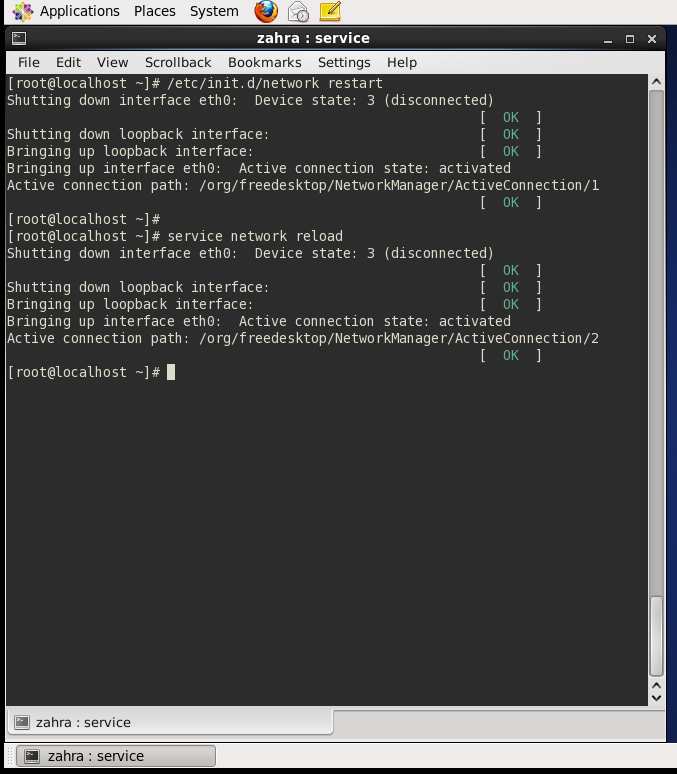 Applications Places System
zahra : service
File Edit View Scrollback Bookmarks Settings Help
[root@localhost ~]# /etc/init.d/network restart
Shutting down interface eth0:  Device state: 3 (disconnected)
[  OK  ]
Shutting down loopback interface:                          [  OK  ]
Bringing up loopback interface:                            [  OK  ]
Bringing up interface eth0:  Active connection state: activated
Active connection path: /org/freedesktop/NetworkManager/ActiveConnection/1
[  OK  ]
[root@localhost ~]#
[root@localhost ~]# service network reload
Shutting down interface eth0:  Device state: 3 (disconnected)
[  OK  ]
Shutting down loopback interface:                          [  OK  ]
Bringing up loopback interface:                            [  OK  ]
Bringing up interface eth0:  Active connection state: activated
Active connection path: /org/freedesktop/NetworkManager/ActiveConnection/2
[  OK  ]
[root@localhost ~]#
zahra : service
zahra : service